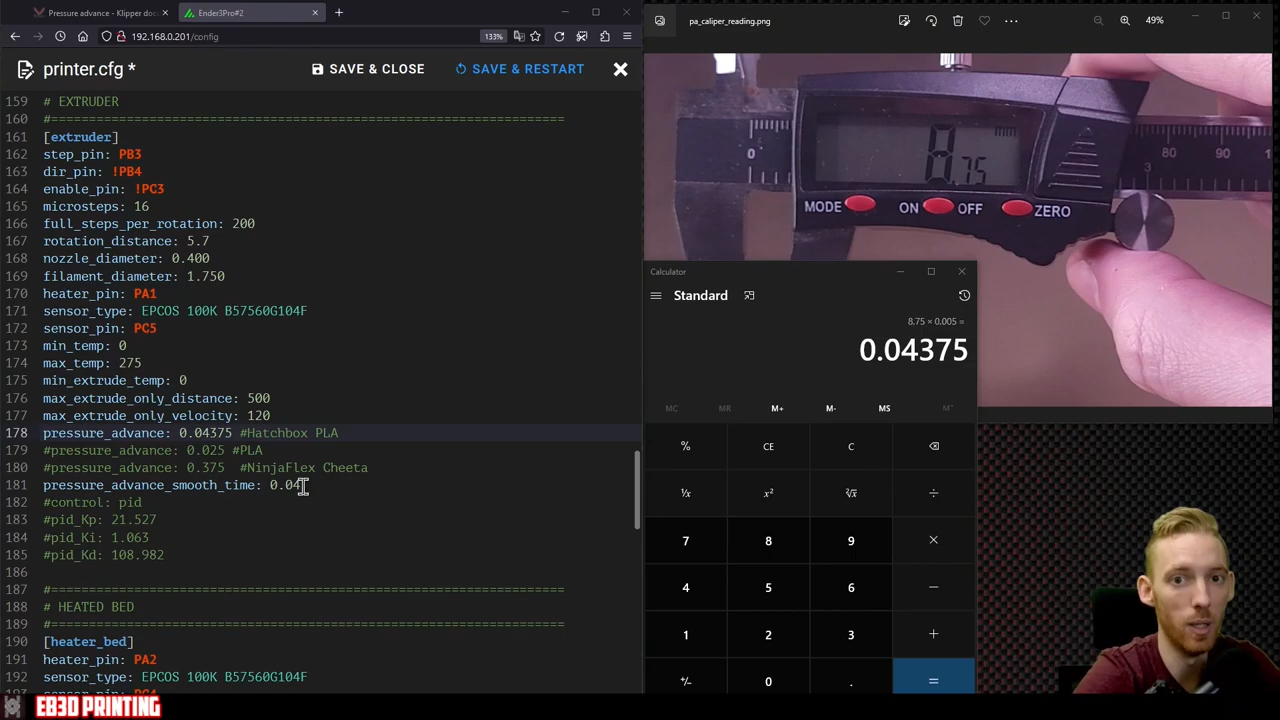 Pressure advance - Klipper doc
Ender3Pro#2
192.168.0.201/config
133%
printer.cfg *
SAVE & CLOSE
SAVE & RESTART
159 # EXTRUDER
160 #=====================================================================
161 [extruder]
162 step_pin: PB3
163 dir_pin: !PB4
164 enable_pin: !PC3
165 microsteps: 16
166 full_steps_per_rotation: 200
167 rotation_distance: 5.7
168 nozzle_diameter: 0.400
169 filament_diameter: 1.750
170 heater_pin: PA1
171 sensor_type: EPCOS 100K B57560G104F
172 sensor_pin: PC5
173 min_temp: 0
174 max_temp: 275
175 min_extrude_temp: 0
176 max_extrude_only_distance: 500
177 max_extrude_only_velocity: 120
178 pressure_advance: 0.04375 #Hatchbox PLA
179 #pressure_advance: 0.025 #PLA
180 #pressure_advance: 0.375 #NinjaFlex Cheeta
181 pressure_advance_smooth_time: 0.04
182 #control: pid
183 #pid_Kp: 21.527
184 #pid_Ki: 1.063
185 #pid_Kd: 108.982
186
187 #=====================================================================
188 # HEATED BED
189 #=====================================================================
190 [heater_bed]
191 heater_pin: PA2
192 sensor_type: EPCOS 100K B57560G104F
EB3D PRINTING
pa_caliper_reading.png
49%
0
8.75 mm
80 90
MODE ON OFF ZERO
Calculator
Standard
8.75 × 0.005 =
0.04375
MC MR M+ M- MS M˅
% CE C
⅟x x² ²√x ÷
7 8 9 ×
4 5 6 −
1 2 3 +
+/- 0 . =